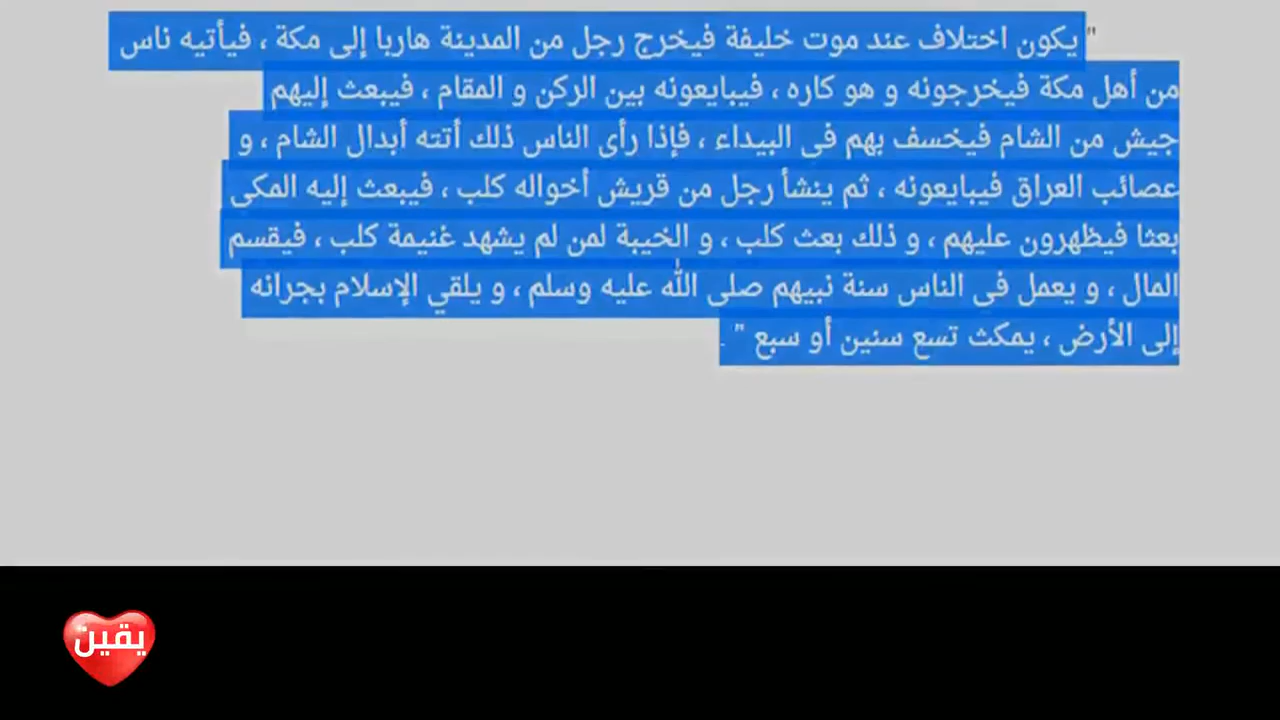 " يكون اختلاف عند موت خليفة فيخرج رجل من المدينة هاربا إلى مكة ، فيأتيه ناس
من أهل مكة فيخرجونه و هو كاره ، فيبايعونه بين الركن و المقام ، فيبعث إليهم
جيش من الشام فيخسف بهم فى البيداء ، فإذا رأى الناس ذلك أتته أبدال الشام ، و
عصائب العراق فيبايعونه ، ثم ينشأ رجل من قريش أخواله كلب ، فيبعث إليه المكى
بعثا فيظهرون عليهم ، و ذلك بعث كلب ، و الخيبة لمن لم يشهد غنيمة كلب ، فيقسم
المال ، و يعمل فى الناس سنة نبيهم صلى الله عليه وسلم ، و يلقي الإسلام بجرانه
إلى الأرض ، يمكث تسع سنين أو سبع " .
يقين